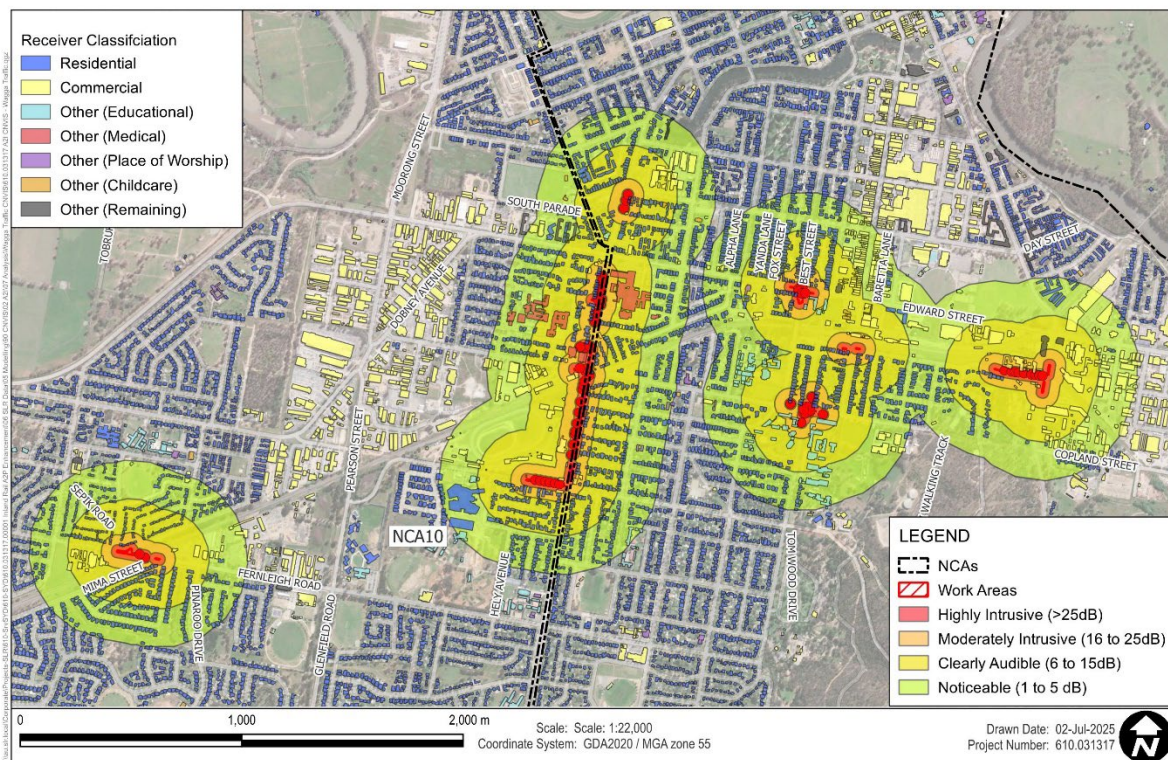 Receiver Classifciation
Residential
Commercial
Other (Educational)
Other (Medical)
Other (Place of Worship)
Other (Childcare)
Other (Remaining)
MOORONG STREET
SOUTH PARADE
DOBNEY AVENUE
ALPHA LANE
YANDA LANE
FOX STREET
BEST STREET
BARETTA LANE
DAY STREET
EDWARD STREET
COPLAND STREET
WALKING TRACK
PEARSON STREET
SEPIK ROAD
MIMA STREET
PINAROO DRIVE
FERNLEIGH ROAD
GLENFIELD ROAD
HELY AVENUE
TOM WOOD DRIVE
NCA10
LEGEND
NCAs
Work Areas
Highly Intrusive (>25dB)
Moderately Intrusive (16 to 25dB)
Clearly Audible (6 to 15dB)
Noticeable (1 to 5 dB)
0 1,000 2,000 m
Scale: Scale: 1:22,000
Coordinate System: GDA2020 / MGA zone 55
Drawn Date: 02-Jul-2025
Project Number: 610.031317